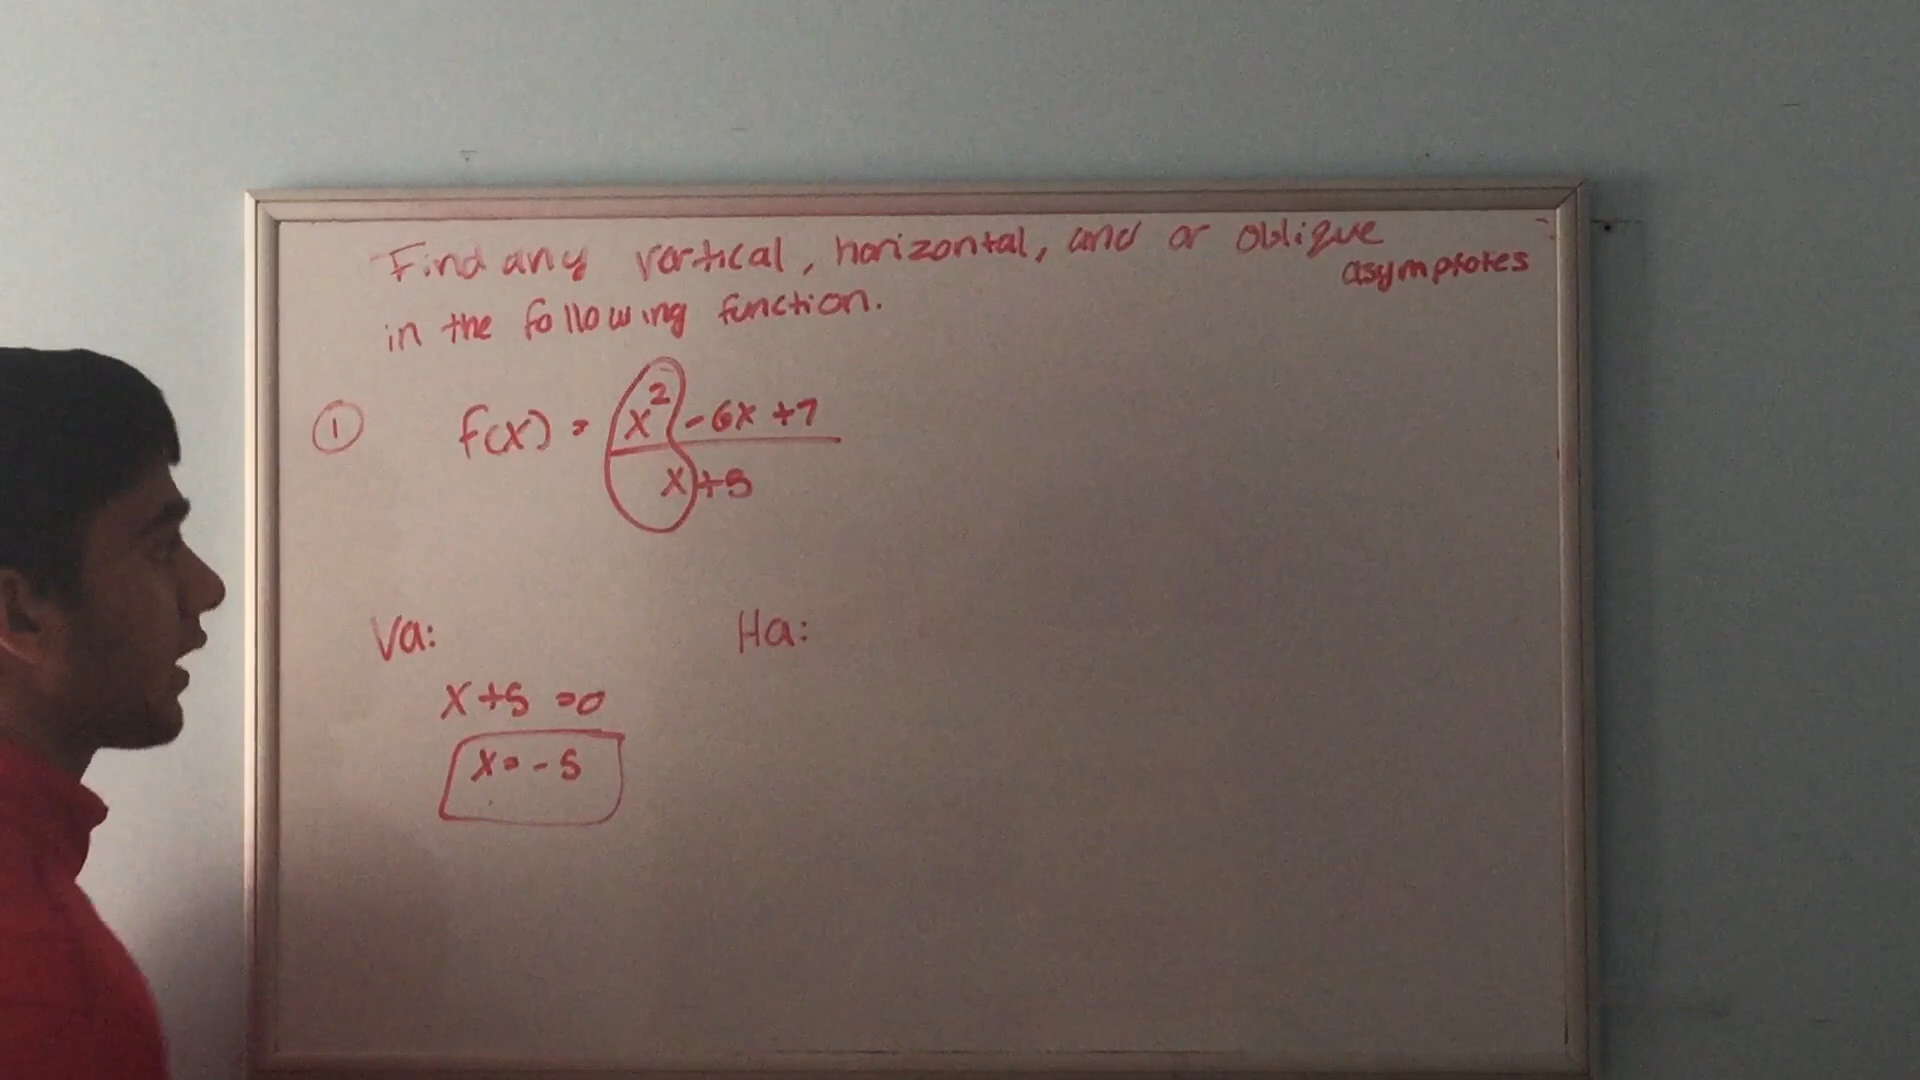 Find any vertical, horizontal, and or oblique
asymptotes
in the following function.
① f(x) = x² - 6x + 7
x + 5
Va: Ha:
x + 5 = 0
x = - 5